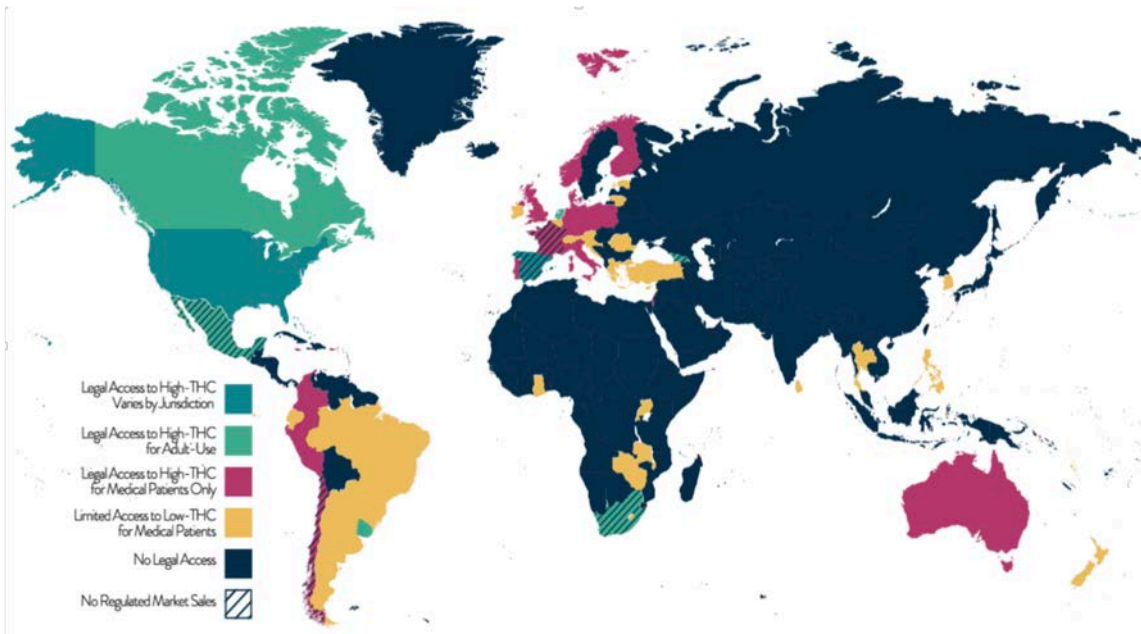 Legal Access to High-THC
Varies by Jurisdiction
Legal Access to High-THC
for Adult-Use
Legal Access to High-THC
for Medical Patients Only
Limited Access to Low-THC
for Medical Patients
No Legal Access
No Regulated Market Sales